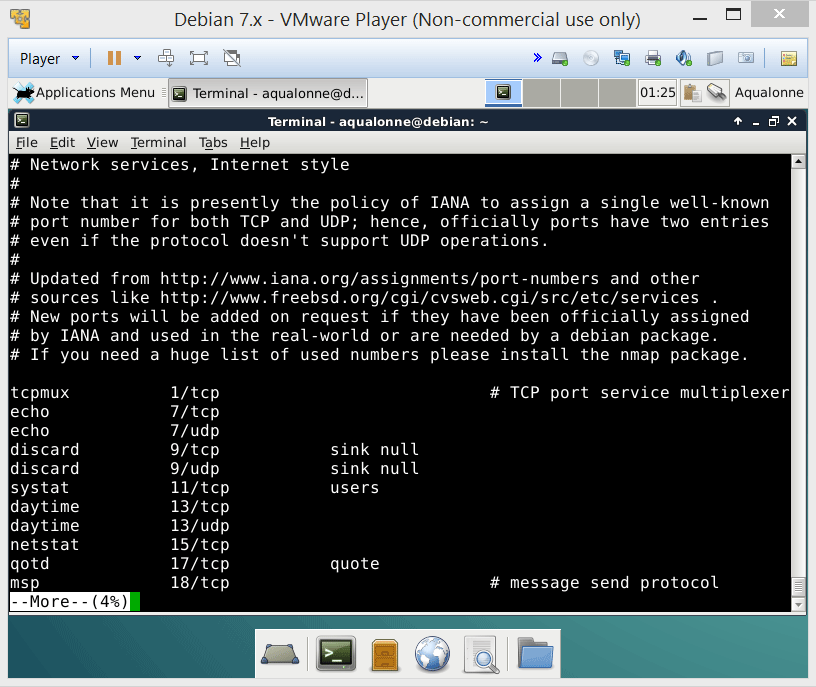 Debian 7.x - VMware Player (Non-commercial use only)
Player
Applications Menu
Terminal - aqualonne@d...
01:25
Aqualonne
Terminal - aqualonne@debian: ~
File Edit View Terminal Tabs Help
# Network services, Internet style
#
# Note that it is presently the policy of IANA to assign a single well-known
# port number for both TCP and UDP; hence, officially ports have two entries
# even if the protocol doesn't support UDP operations.
#
# Updated from http://www.iana.org/assignments/port-numbers and other
# sources like http://www.freebsd.org/cgi/cvsweb.cgi/src/etc/services .
# New ports will be added on request if they have been officially assigned
# by IANA and used in the real-world or are needed by a debian package.
# If you need a huge list of used numbers please install the nmap package.
tcpmux 1/tcp # TCP port service multiplexer
echo 7/tcp
echo 7/udp
discard 9/tcp sink null
discard 9/udp sink null
systat 11/tcp users
daytime 13/tcp
daytime 13/udp
netstat 15/tcp
qotd 17/tcp quote
msp 18/tcp # message send protocol
--More--(4%)